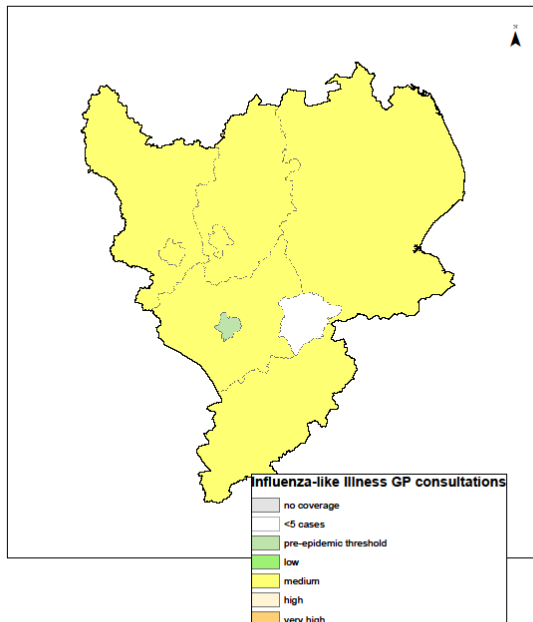 Influenza-like Illness GP consultations
no coverage
<5 cases
pre-epidemic threshold
low
medium
high
very high